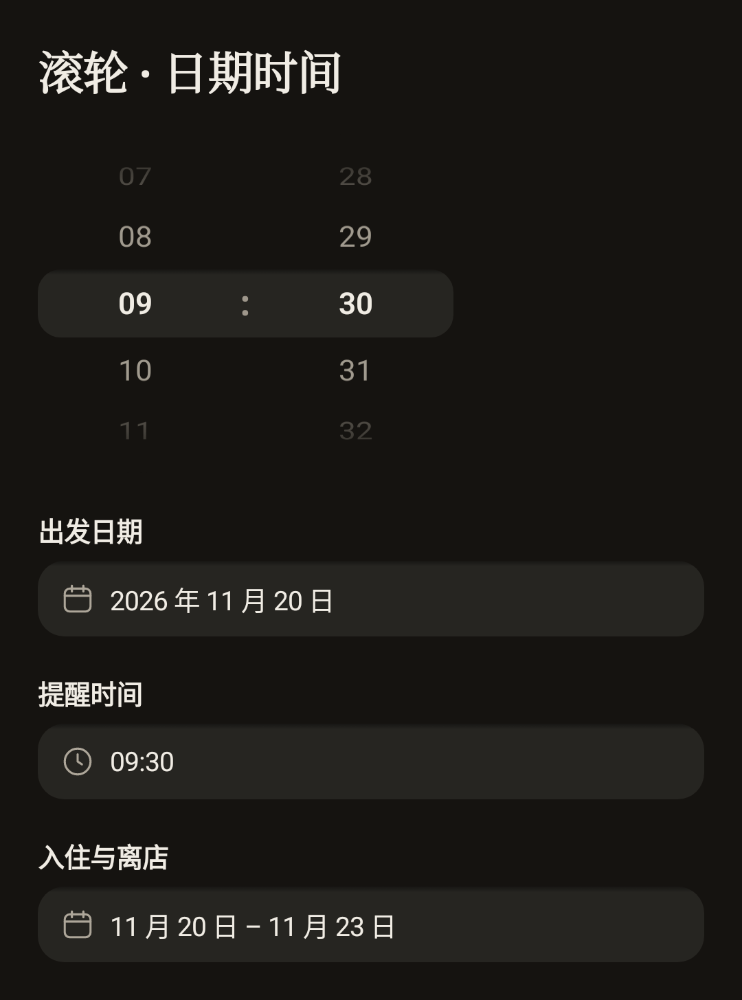 滚轮 · 日期时间
07 28
08 29
09 : 30
10 31
11 32
出发日期
2026 年 11 月 20 日
提醒时间
09:30
入住与离店
11 月 20 日 – 11 月 23 日